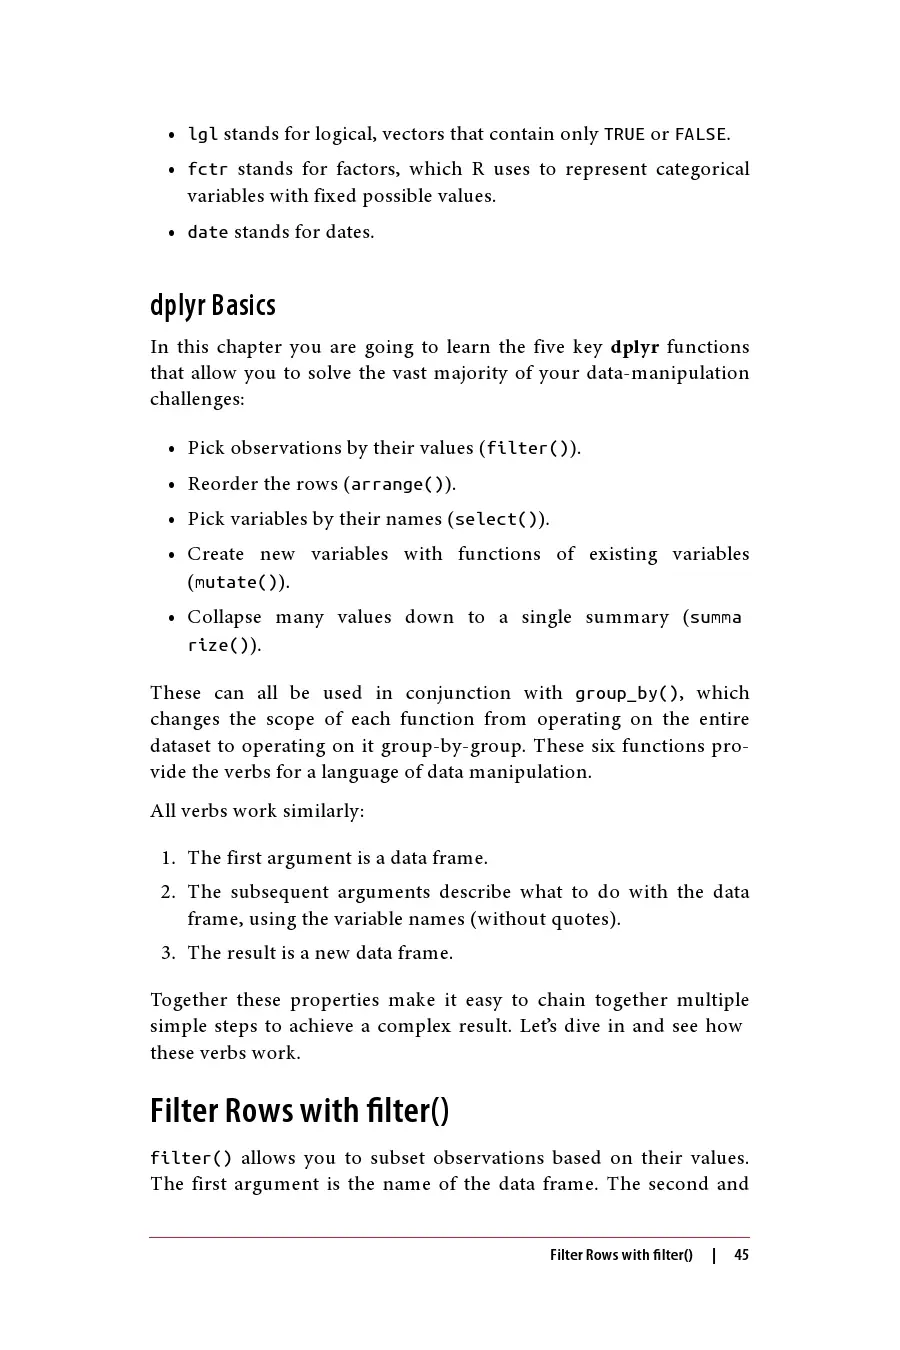 • lgl stands for logical, vectors that contain only TRUE or FALSE.
• fctr stands for factors, which R uses to represent categorical
variables with fixed possible values.
• date stands for dates.
dplyr Basics
In this chapter you are going to learn the five key dplyr functions
that allow you to solve the vast majority of your data-manipulation
challenges:
• Pick observations by their values (filter()).
• Reorder the rows (arrange()).
• Pick variables by their names (select()).
• Create new variables with functions of existing variables
(mutate()).
• Collapse many values down to a single summary (summa
rize()).
These can all be used in conjunction with group_by(), which
changes the scope of each function from operating on the entire
dataset to operating on it group-by-group. These six functions pro-
vide the verbs for a language of data manipulation.
All verbs work similarly:
1. The first argument is a data frame.
2. The subsequent arguments describe what to do with the data
frame, using the variable names (without quotes).
3. The result is a new data frame.
Together these properties make it easy to chain together multiple
simple steps to achieve a complex result. Let’s dive in and see how
these verbs work.
Filter Rows with filter()
filter() allows you to subset observations based on their values.
The first argument is the name of the data frame. The second and
Filter Rows with filter() | 45